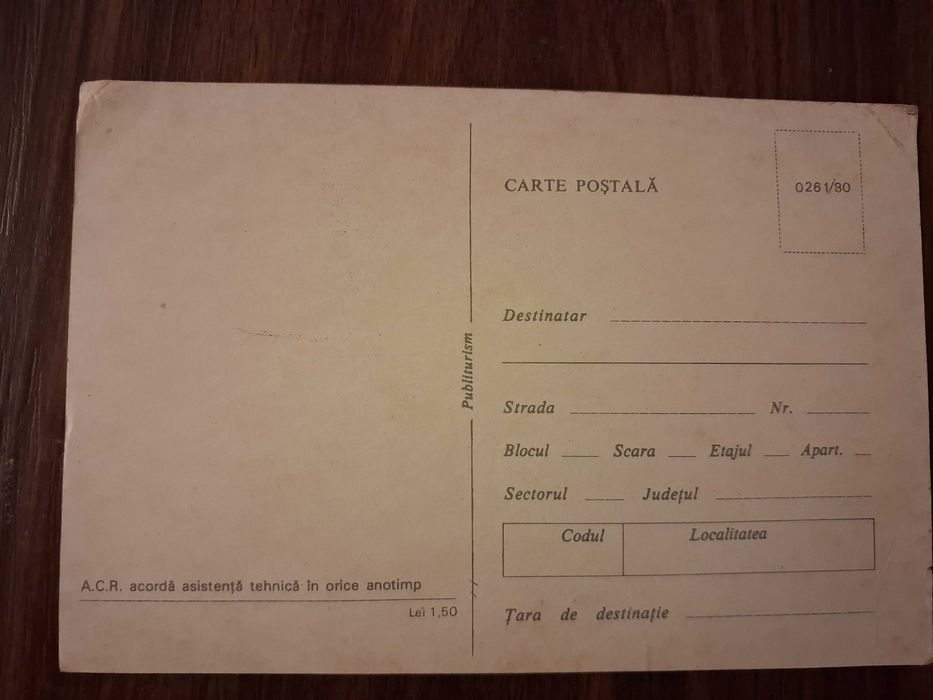 CARTE POŞTALĂ
0261/80
Destinatar
Publiturism
Strada Nr.
Blocul Scara Etajul Apart.
Sectorul Judeţul
Codul Localitatea
A.C.R. acordă asistenţă tehnică în orice anotimp
Lei 1,50
Ţara de destinaţie